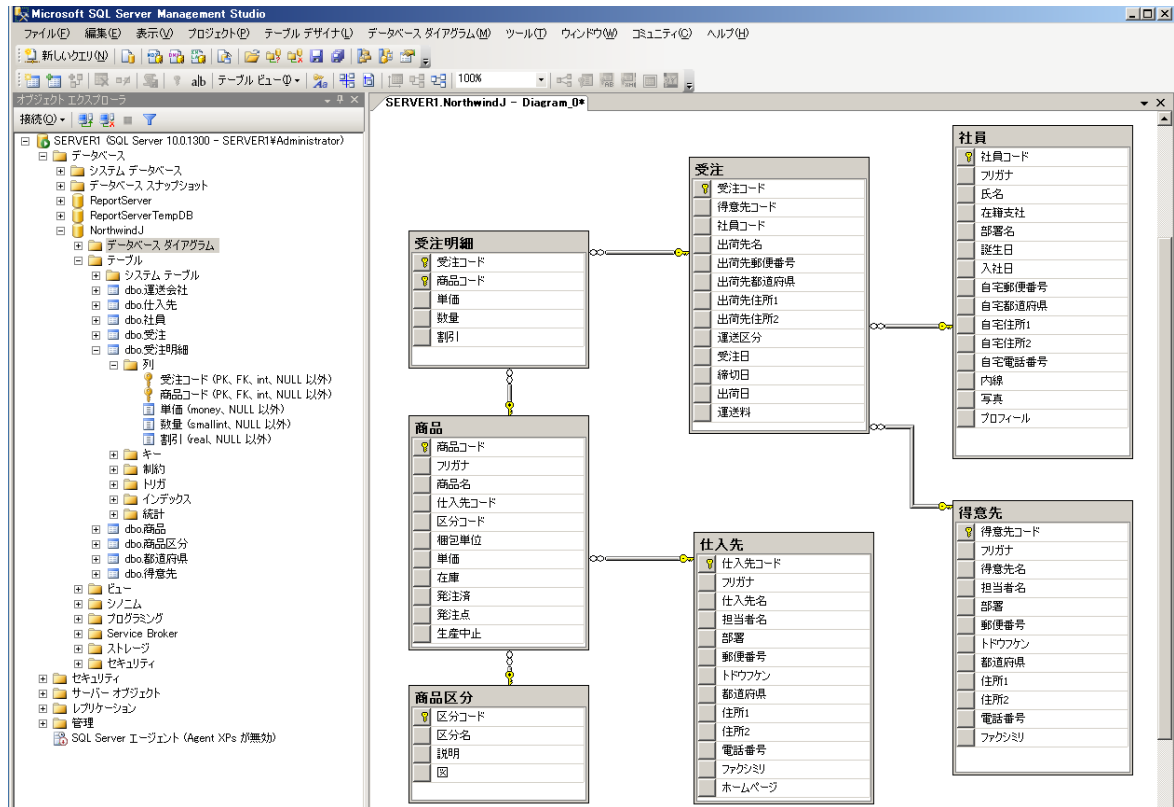 Microsoft SQL Server Management Studio
ファイル(F) 編集(E) 表示(V) プロジェクト(P) テーブル デザイナ(L) データベース ダイアグラム(M) ツール(T) ウィンドウ(W) コミュニティ(C) ヘルプ(H)
新しいクエリ(N)
テーブル ビュー(I) 100%
オブジェクト エクスプローラ
接続(O)
SERVER1 (SQL Server 10.0.1300 - SERVER1¥Administrator)
データベース
システム データベース
データベース スナップショット
ReportServer
ReportServerTempDB
NorthwindJ
データベース ダイアグラム
テーブル
システム テーブル
dbo.運送会社
dbo.仕入先
dbo.社員
dbo.受注
dbo.受注明細
列
受注コード (PK、FK、int、NULL 以外)
商品コード (PK、FK、int、NULL 以外)
単価 (money、NULL 以外)
数量 (smallint、NULL 以外)
割引 (real、NULL 以外)
キー
制約
トリガ
インデックス
統計
dbo.商品
dbo.商品区分
dbo.都道府県
dbo.得意先
ビュー
シノニム
プログラミング
Service Broker
ストレージ
セキュリティ
セキュリティ
サーバー オブジェクト
レプリケーション
管理
SQL Server エージェント (Agent XPs が無効)
SERVER1.NorthwindJ - Diagram_0*
受注明細
受注コード
商品コード
単価
数量
割引
商品
商品コード
フリガナ
商品名
仕入先コード
区分コード
梱包単位
単価
在庫
発注済
発注点
生産中止
商品区分
区分コード
区分名
説明
図
受注
受注コード
得意先コード
社員コード
出荷先名
出荷先郵便番号
出荷先都道府県
出荷先住所1
出荷先住所2
運送区分
受注日
締切日
出荷日
運送料
仕入先
仕入先コード
フリガナ
仕入先名
担当者名
部署
郵便番号
トドウフケン
都道府県
住所1
住所2
電話番号
ファクシミリ
ホームページ
社員
社員コード
フリガナ
氏名
在籍支社
部署名
誕生日
入社日
自宅郵便番号
自宅都道府県
自宅住所1
自宅住所2
自宅電話番号
内線
写真
プロフィール
得意先
得意先コード
フリガナ
得意先名
担当者名
部署
郵便番号
トドウフケン
都道府県
住所1
住所2
電話番号
ファクシミリ